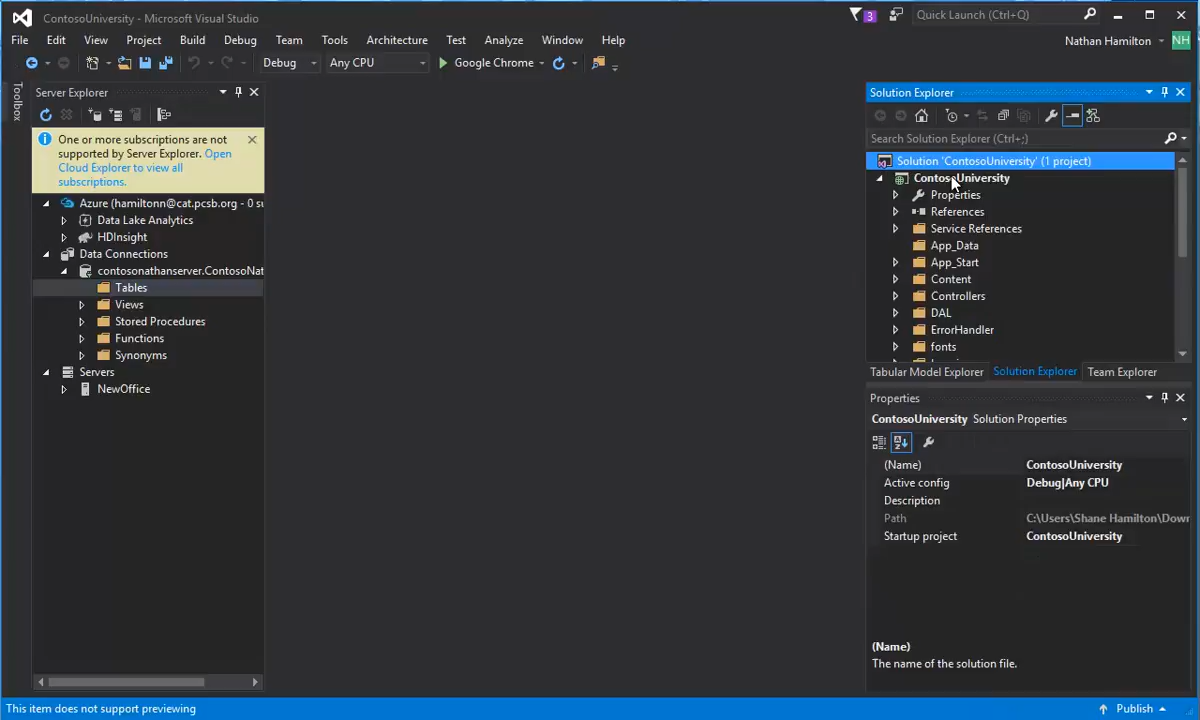 ContosoUniversity - Microsoft Visual Studio
3
Quick Launch (Ctrl+Q)
File Edit View Project Build Debug Team Tools Architecture Test Analyze Window Help
Nathan Hamilton NH
Debug Any CPU Google Chrome
Toolbox
Server Explorer
One or more subscriptions are not
supported by Server Explorer. Open
Cloud Explorer to view all
subscriptions.
Azure (hamiltonn@cat.pcsb.org - 0 su
Data Lake Analytics
HDInsight
Data Connections
contosonathanserver.ContosoNat
Tables
Views
Stored Procedures
Functions
Synonyms
Servers
NewOffice
Solution Explorer
Search Solution Explorer (Ctrl+;)
Solution 'ContosoUniversity' (1 project)
ContosoUniversity
Properties
References
Service References
App_Data
App_Start
Content
Controllers
DAL
ErrorHandler
fonts
Tabular Model Explorer Solution Explorer Team Explorer
Properties
ContosoUniversity Solution Properties
(Name) ContosoUniversity
Active config Debug|Any CPU
Description
Path C:\Users\Shane Hamilton\Down
Startup project ContosoUniversity
(Name)
The name of the solution file.
This item does not support previewing
Publish